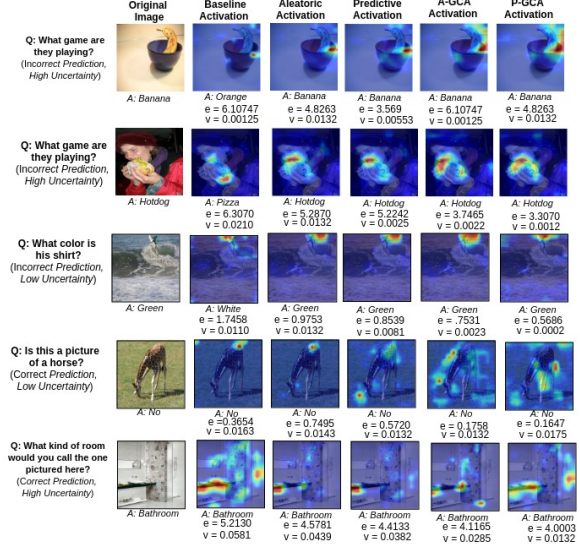 Original Image
Baseline Activation
Aleatoric Activation
Predictive Activation
A-GCA Activation
P-GCA Activation
Q: What game are
they playing?
(Incorrect Prediction,
High Uncertainty)
A: Banana
A: Orange
e = 6.10747
v = 0.00125
A: Banana
e = 4.8263
v = 0.0132
A: Banana
e = 3.569
v = 0.00553
A: Banana
e = 6.10747
v = 0.00125
A: Banana
e = 4.8263
v = 0.0132
Q: What game are
they playing?
(Incorrect Prediction,
High Uncertainty)
A: Hotdog
A: Pizza
e = 6.3070
v = 0.0210
A: Hotdog
e = 5.2870
v = 0.0132
A: Hotdog
e = 5.2242
v = 0.0025
A: Hotdog
e = 3.7465
v = 0.0022
A: Hotdog
e = 3.3070
v = 0.0012
Q: What color is
his shirt?
(Incorrect Prediction,
Low Uncertainty)
A: Green
A: White
e = 1.7458
v = 0.0110
A: Green
e = 0.9753
v = 0.0132
A: Green
e = 0.8539
v = 0.0081
A: Green
e = .7531
v = 0.0023
A: Green
e = 0.5686
v = 0.0002
Q: Is this a picture
of a horse?
(Correct Prediction,
Low Uncertainty)
A: No
A: No
e =0.3654
v = 0.0163
A: No
e = 0.7495
v = 0.0143
A: No
e = 0.5720
v = 0.0132
A: No
e = 0.1758
v = 0.0132
A: No
e = 0.1647
v = 0.0175
Q: What kind of room
would you call the one
pictured here?
(Correct Prediction,
High Uncertainty)
A: Bathroom
A: Bathroom
e = 5.2130
v = 0.0581
A: Bathroom
e = 4.5781
v = 0.0439
A: Bathroom
e = 4.4133
v = 0.0382
A: Bathroom
e = 4.1165
v = 0.0285
A: Bathroom
e = 4.0003
v = 0.0132